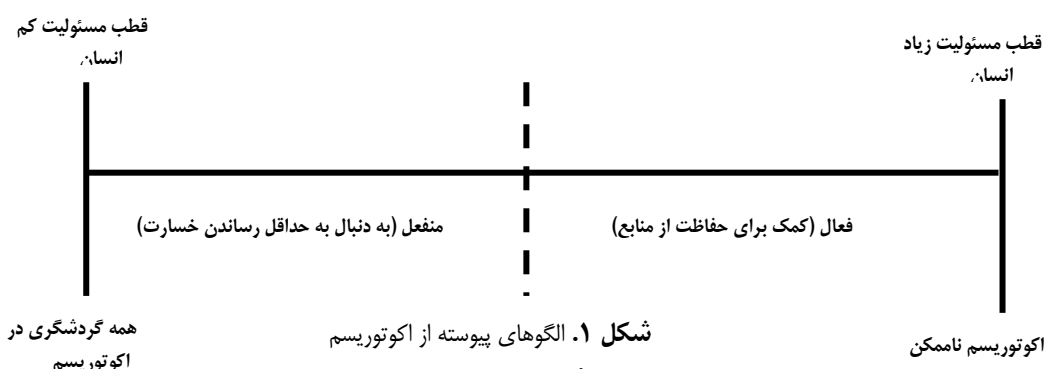 قطب مسئولیت کم
انسان
قطب مسئولیت زیاد
انسان
فعال (کمک برای حفاظت از منابع)
منفعل (به دنبال به حداقل رساندن خسارت)
همه گردشگری در
اکوتوریسم
اکوتوریسم ناممکن
شکل ۱. الگوهای پیوسته از اکوتوریسم